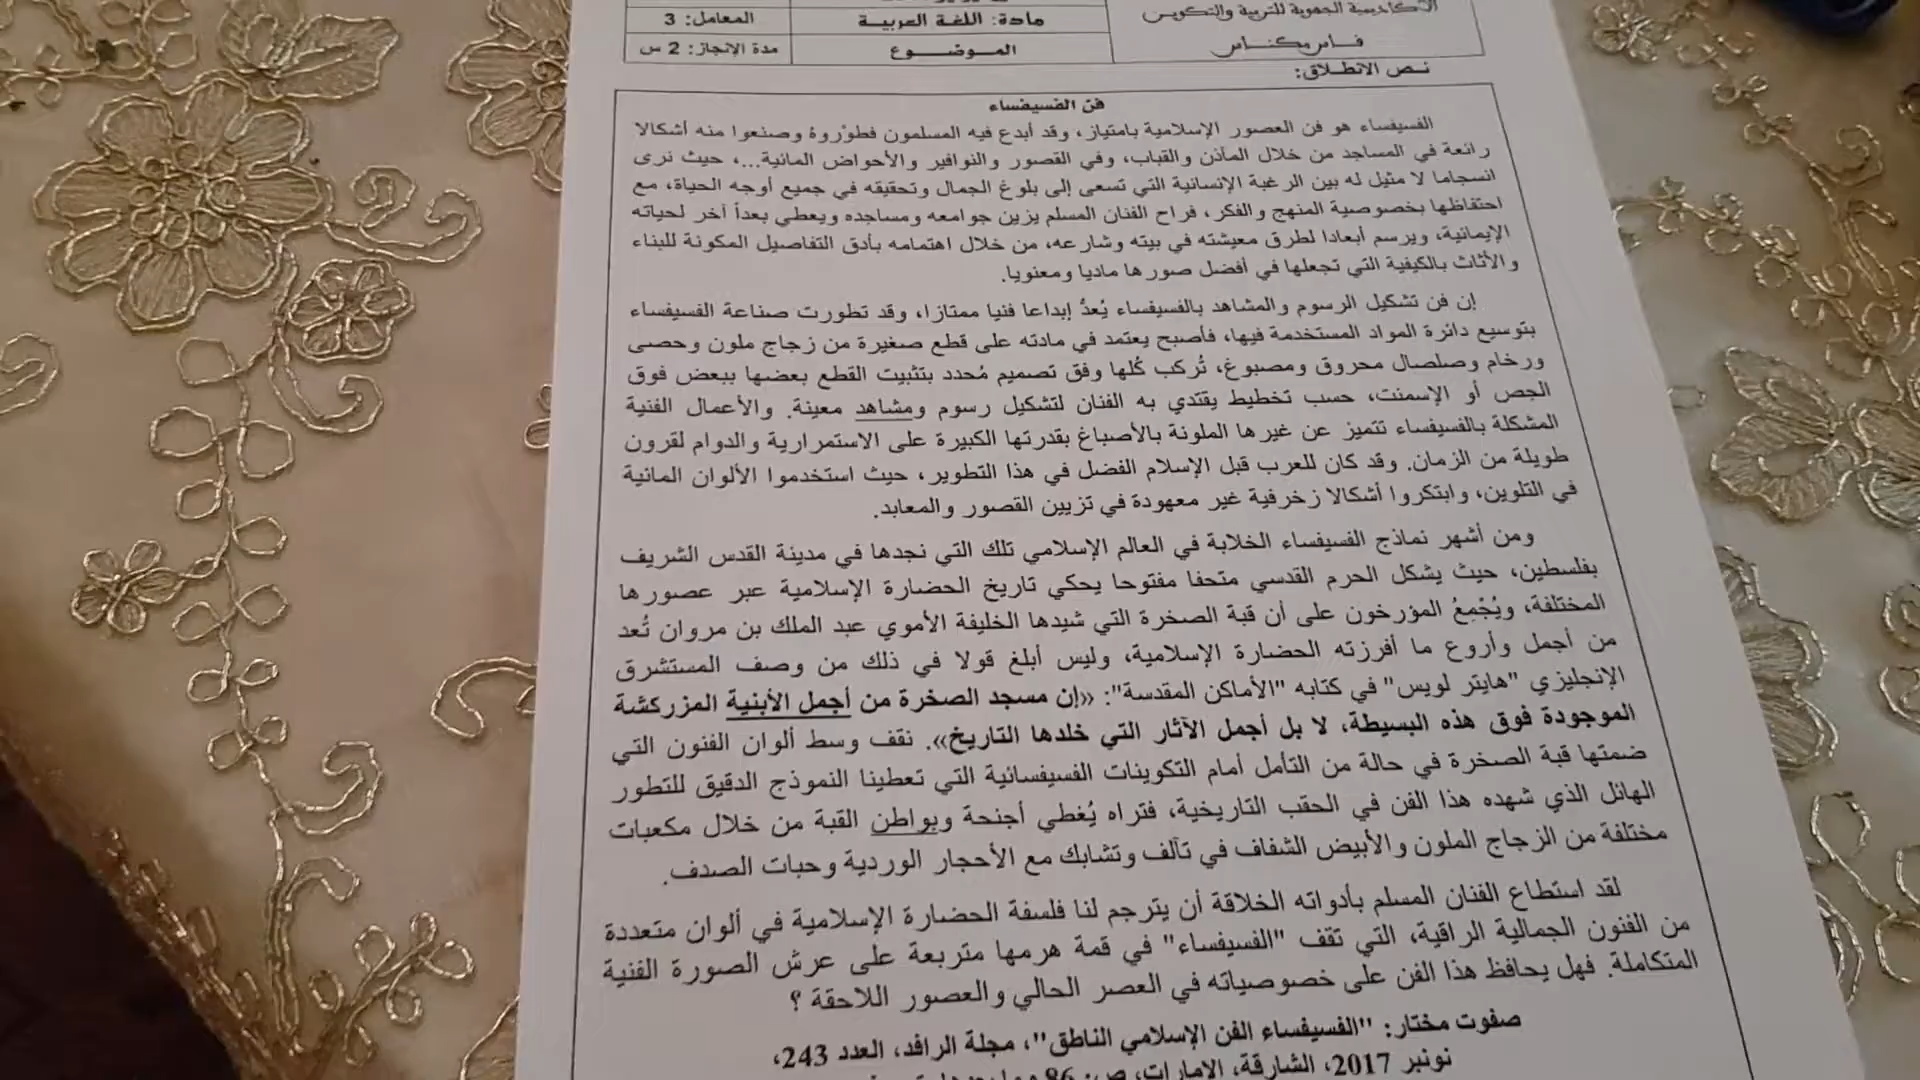 الأكاديمية الجهوية للتربية والتكوين
فاس مكناس
مادة: اللغة العربية
المعامل: 3
الموضوع
مدة الإنجاز: 2 س
نص الانطلاق:
فن الفسيفساء
الفسيفساء هو فن العصور الإسلامية بامتياز، وقد أبدع فيه المسلمون فطوَّروهُ وصنعوا منه أشكالا
رائعة في المساجد من خلال المآذن والقباب، وفي القصور والنوافير والأحواض المائية...، حيث نرى
انسجاما لا مثيل له بين الرغبة الإنسانية التي تسعى إلى بلوغ الجمال وتحقيقه في جميع أوجه الحياة، مع
احتفاظها بخصوصية المنهج والفكر، فراح الفنان المسلم يزين جوامعه ومساجده ويعطي بعداً آخر لحياته
الإيمانية، ويرسم أبعادا لطرق معيشته في بيته وشارعه، من خلال اهتمامه بأدق التفاصيل المكونة للبناء
والأثاث بالكيفية التي تجعلها في أفضل صورها ماديا ومعنويا.
إن فن تشكيل الرسوم والمشاهد بالفسيفساء يُعدُّ إبداعا فنيا ممتازا، وقد تطورت صناعة الفسيفساء
بتوسيع دائرة المواد المستخدمة فيها، فأصبح يعتمد في مادته على قطع صغيرة من زجاج ملون وحصى
ورخام وصلصال محروق ومصبوغ، تُركب كُلها وفق تصميم مُحدد بتثبيت القطع بعضها ببعض فوق
الجص أو الإسمنت، حسب تخطيط يقتدي به الفنان لتشكيل رسوم ومشاهد معينة. والأعمال الفنية
المشكلة بالفسيفساء تتميز عن غيرها الملونة بالأصباغ بقدرتها الكبيرة على الاستمرارية والدوام لقرون
طويلة من الزمان. وقد كان للعرب قبل الإسلام الفضل في هذا التطوير، حيث استخدموا الألوان المائية
في التلوين، وابتكروا أشكالا زخرفية غير معهودة في تزيين القصور والمعابد.
ومن أشهر نماذج الفسيفساء الخلابة في العالم الإسلامي تلك التي نجدها في مدينة القدس الشريف
بفلسطين، حيث يشكل الحرم القدسي متحفا مفتوحا يحكي تاريخ الحضارة الإسلامية عبر عصورها
المختلفة، ويُجْمِعُ المؤرخون على أن قبة الصخرة التي شيدها الخليفة الأموي عبد الملك بن مروان تُعد
من أجمل وأروع ما أفرزته الحضارة الإسلامية، وليس أبلغ قولا في ذلك من وصف المستشرق
الإنجليزي "هايتر لويس" في كتابه "الأماكن المقدسة": «إن مسجد الصخرة من أجمل الأبنية المزركشة
الموجودة فوق هذه البسيطة، لا بل أجمل الآثار التي خلدها التاريخ». نقف وسط ألوان الفنون التي
ضمتها قبة الصخرة في حالة من التأمل أمام التكوينات الفسيفسائية التي تعطينا النموذج الدقيق للتطور
الهائل الذي شهده هذا الفن في الحقب التاريخية، فتراه يُغطي أجنحة وبواطن القبة من خلال مكعبات
مختلفة من الزجاج الملون والأبيض الشفاف في تآلف وتشابك مع الأحجار الوردية وحبات الصدف.
لقد استطاع الفنان المسلم بأدواته الخلاقة أن يترجم لنا فلسفة الحضارة الإسلامية في ألوان متعددة
من الفنون الجمالية الراقية، التي تقف "الفسيفساء" في قمة هرمها متربعة على عرش الصورة الفنية
المتكاملة. فهل يحافظ هذا الفن على خصوصياته في العصر الحالي والعصور اللاحقة ؟
صفوت مختار: "الفسيفساء الفن الإسلامي الناطق"، مجلة الرافد، العدد 243،
نونبر 2017، الشارقة، الامارات، ص: 86